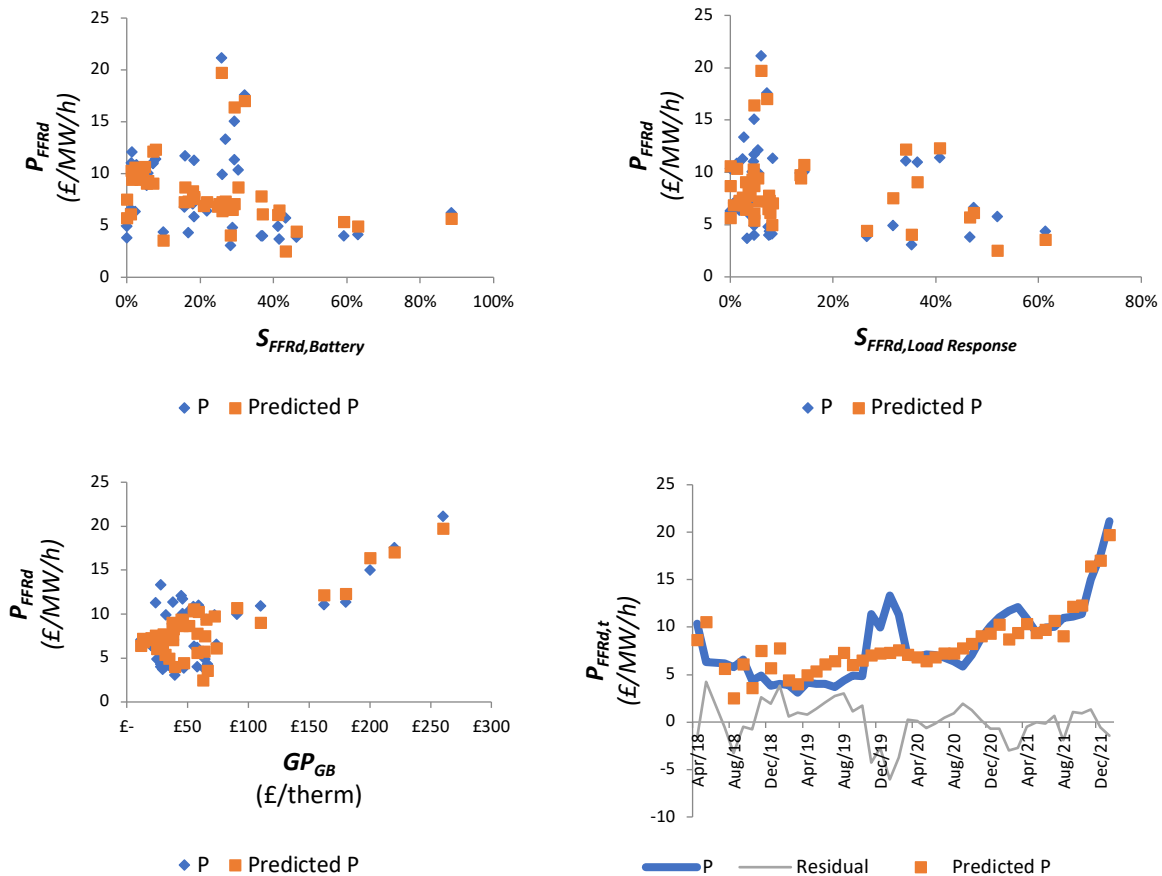 25
20
15
10
5
0
P_FFRd
(£/MW/h)
0% 20% 40% 60% 80% 100%
S_FFRd,Battery
P Predicted P
25
20
15
10
5
0
P_FFRd
(£/MW/h)
0% 20% 40% 60% 80%
S_FFRd,Load Response
P Predicted P
25
20
15
10
5
0
P_FFRd
(£/MW/h)
£- £50 £100 £150 £200 £250 £300
GP_GB
(£/therm)
P Predicted P
25
20
15
10
5
0
-5
-10
P_FFRd,t
(£/MW/h)
Apr/18 Aug/18 Dec/18 Apr/19 Aug/19 Dec/19 Apr/20 Aug/20 Dec/20 Apr/21 Aug/21 Dec/21
P Residual Predicted P